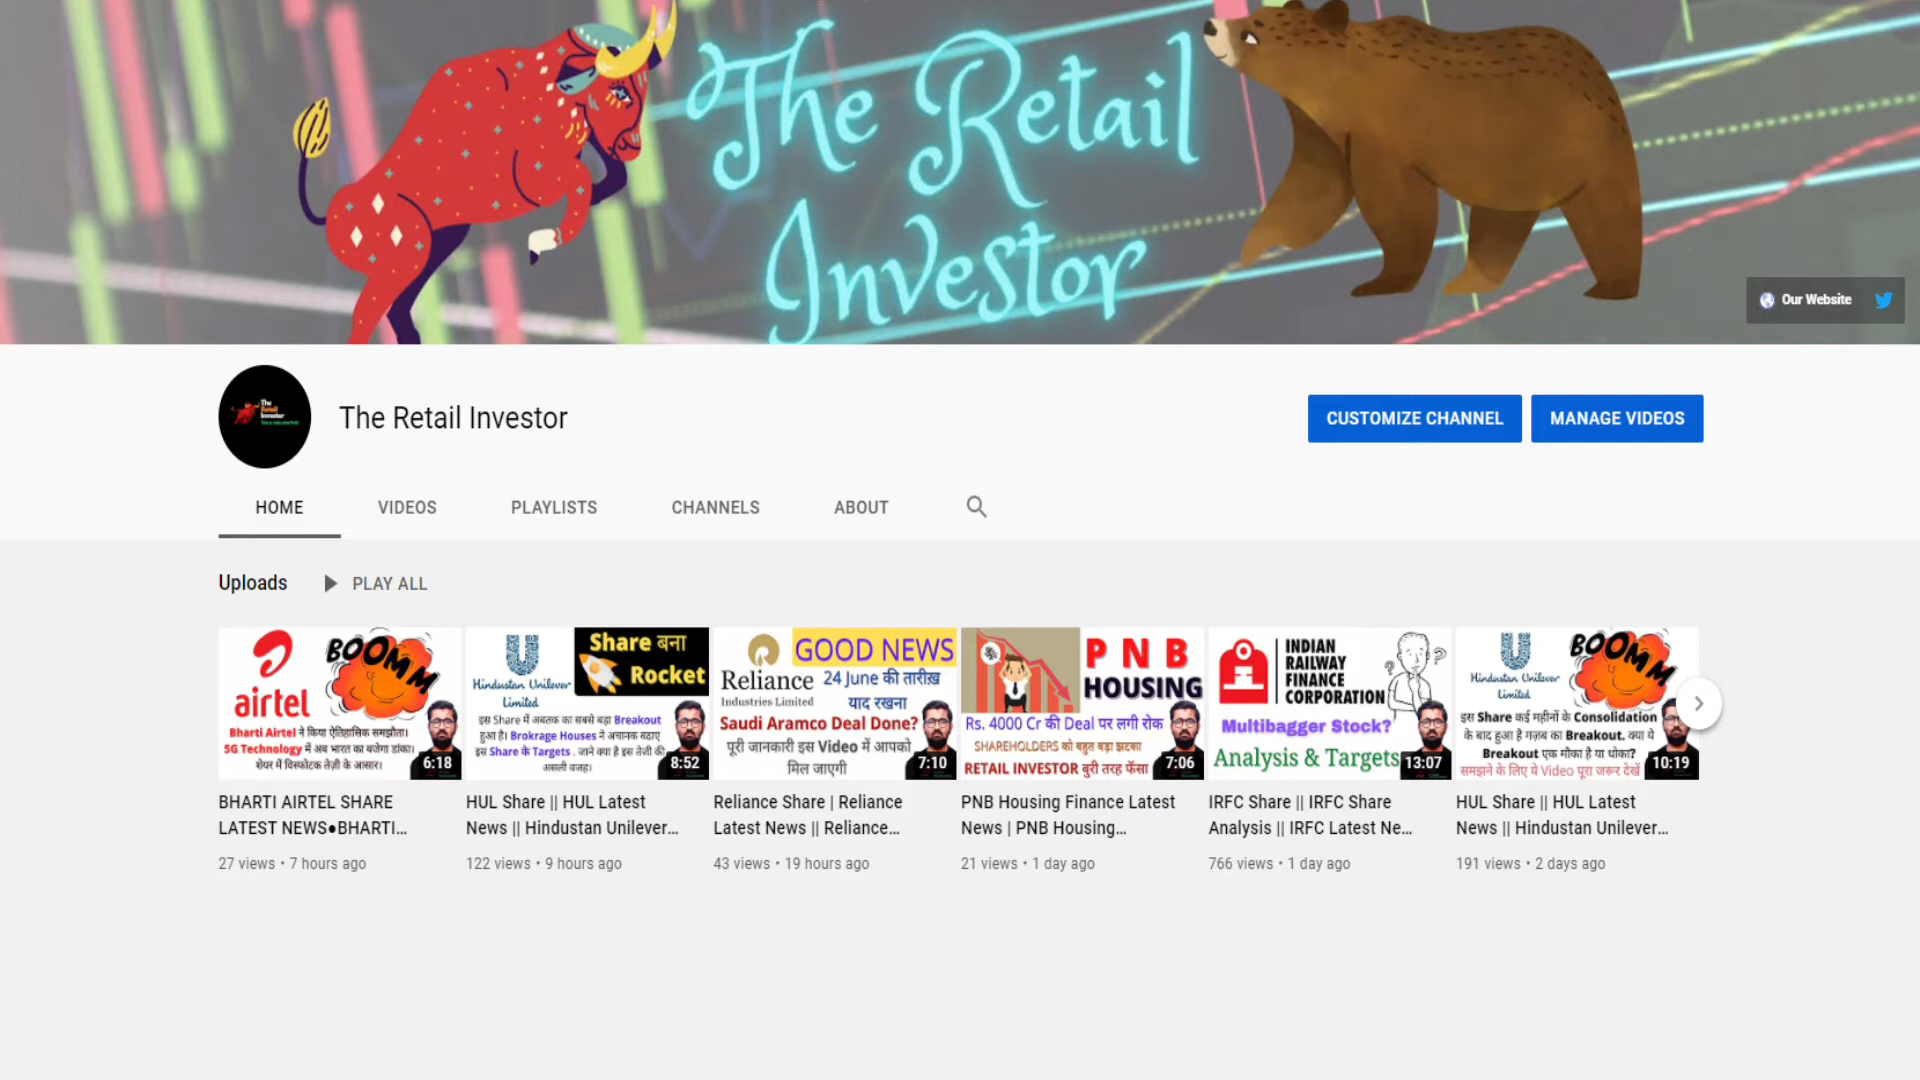 The Retail
Investor
Our Website
The Retail Investor
CUSTOMIZE CHANNEL
MANAGE VIDEOS
HOME
VIDEOS
PLAYLISTS
CHANNELS
ABOUT
Uploads
PLAY ALL
airtel
BOOMM
Bharti Airtel ने किया ऐतिहासिक समझौता।
5G Technology में अब भारत का बजेगा डंका।
शेयर में विस्फोटक तेज़ी के आसार।
6:18
BHARTI AIRTEL SHARE
LATEST NEWS●BHARTI...
27 views • 7 hours ago
Hindustan Unilever
Limited
Share बना
Rocket
इस Share में अबतक का सबसे बड़ा Breakout
हुआ है। Brokrage Houses ने अचानक बढाए
इस Share के Targets . जाने क्या है इस तेजी की
असली वजह।
8:52
HUL Share || HUL Latest
News || Hindustan Unilever...
122 views • 9 hours ago
Reliance
Industries Limited
GOOD NEWS
24 June की तारीख़
याद रखना
Saudi Aramco Deal Done?
पूरी जानकारी इस Video में आपको
मिल जाएगी
7:10
Reliance Share | Reliance
Latest News || Reliance...
43 views • 19 hours ago
P N B
HOUSING
Rs. 4000 Cr की Deal पर लगी रोक
SHAREHOLDERS को बहुत बड़ा झटका
RETAIL INVESTOR बुरी तरह फँसा
7:06
PNB Housing Finance Latest
News | PNB Housing...
21 views • 1 day ago
INDIAN
RAILWAY
FINANCE
CORPORATION
Multibagger Stock?
Analysis & Targets
13:07
IRFC Share || IRFC Share
Analysis || IRFC Latest Ne...
766 views • 1 day ago
Hindustan Unilever
Limited
BOOMM
इस Share कई महीनों के Consolidation
के बाद हुआ है गज़ब का Breakout. क्या ये
Breakout एक मौका है या धोका?
समझने के लिए ये Video पूरा जरूर देखें
10:19
HUL Share || HUL Latest
News || Hindustan Unilever...
191 views • 2 days ago